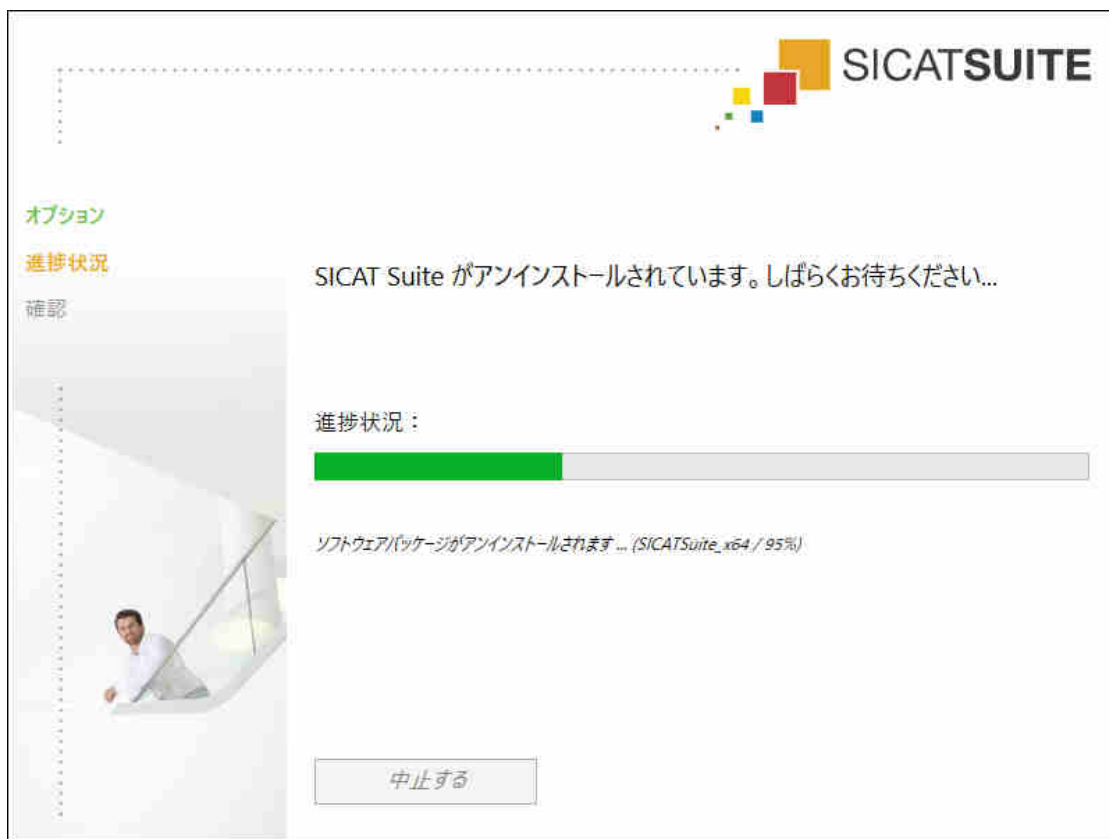 SICATSUITE
オプション
進捗状況
SICAT Suite がアンインストールされています。しばらくお待ちください...
確認
進捗状況：
ソフトウェアパッケージがアンインストールされます ... (SICATSuite_x64 / 95%)
中止する